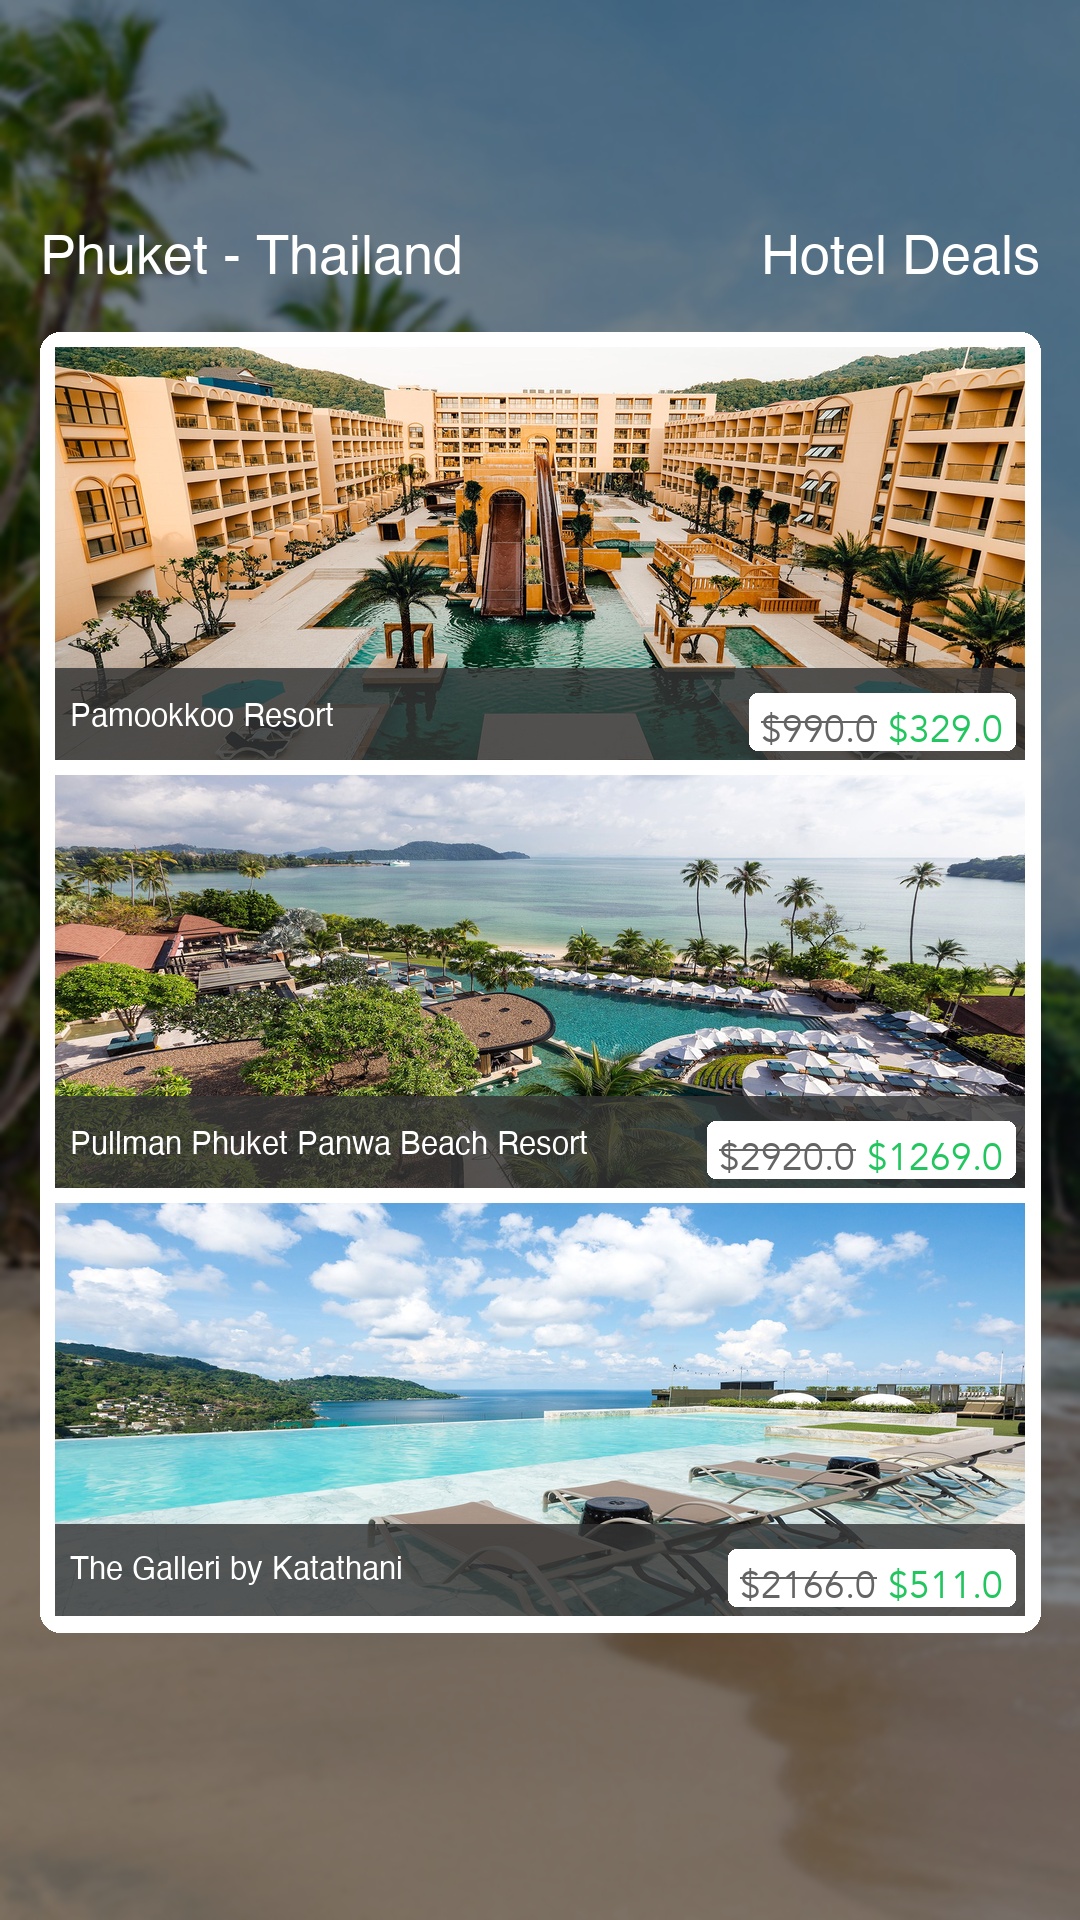 Phuket - Thailand Hotel Deals
Pamookkoo Resort $990.0 $329.0
Pullman Phuket Panwa Beach Resort $2920.0 $1269.0
The Galleri by Katathani $2166.0 $511.0